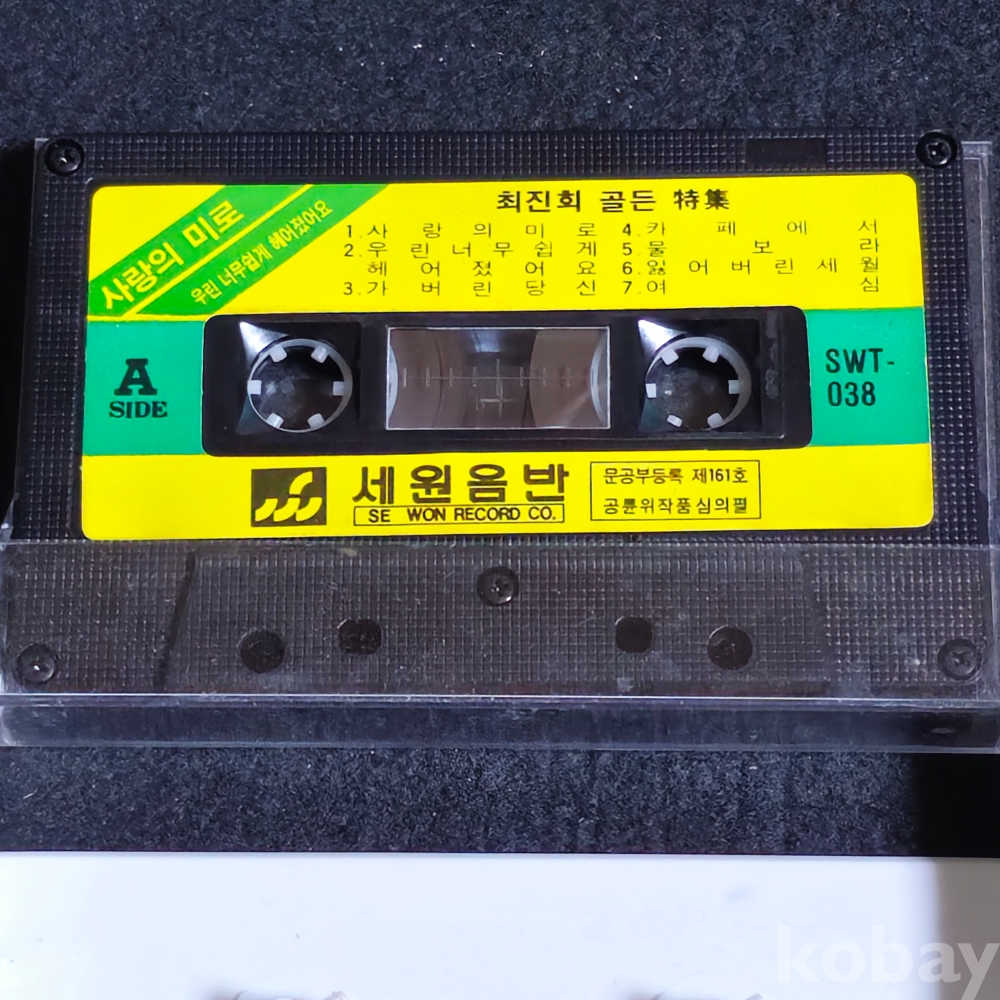 사랑의 미로
우린 너무쉽게 헤어졌어요
최진희 골든 特集
1.사랑의미로
2.우린너무쉽게
헤어졌어요
3.가버린당신
4.카페에서
5.물보라
6.잃어버린세월
7.여심
A
SIDE
SWT-
038
세원음반
SE WON RECORD CO.
문공부등록 제161호
공륜위작품심의필
kobay